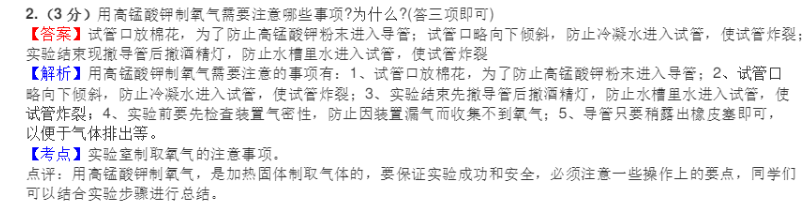 2.（3分）用高锰酸钾制氧气需要注意哪些事项?为什么?(答三项即可)
【答案】试管口放棉花，为了防止高锰酸钾粉末进入导管；试管口略向下倾斜，防止冷凝水进入试管，使试管炸裂；
实验结束现撤导管后撤酒精灯，防止水槽里水进入试管，使试管炸裂
【解析】用高锰酸钾制氧气需要注意的事项有：1、试管口放棉花，为了防止高锰酸钾粉末进入导管；2、试管口
略向下倾斜，防止冷凝水进入试管，使试管炸裂；3、实验结束先撤导管后撤酒精灯，防止水槽里水进入试管，使
试管炸裂；4、实验前要先检查装置气密性，防止因装置漏气而收集不到氧气；5、导管只要稍露出橡皮塞即可，
以便于气体排出等。
【考点】实验室制取氧气的注意事项。
点评：用高锰酸钾制氧气，是加热固体制取气体的，要保证实验成功和安全，必须注意一些操作上的要点，同学们
可以结合实验步骤进行总结。